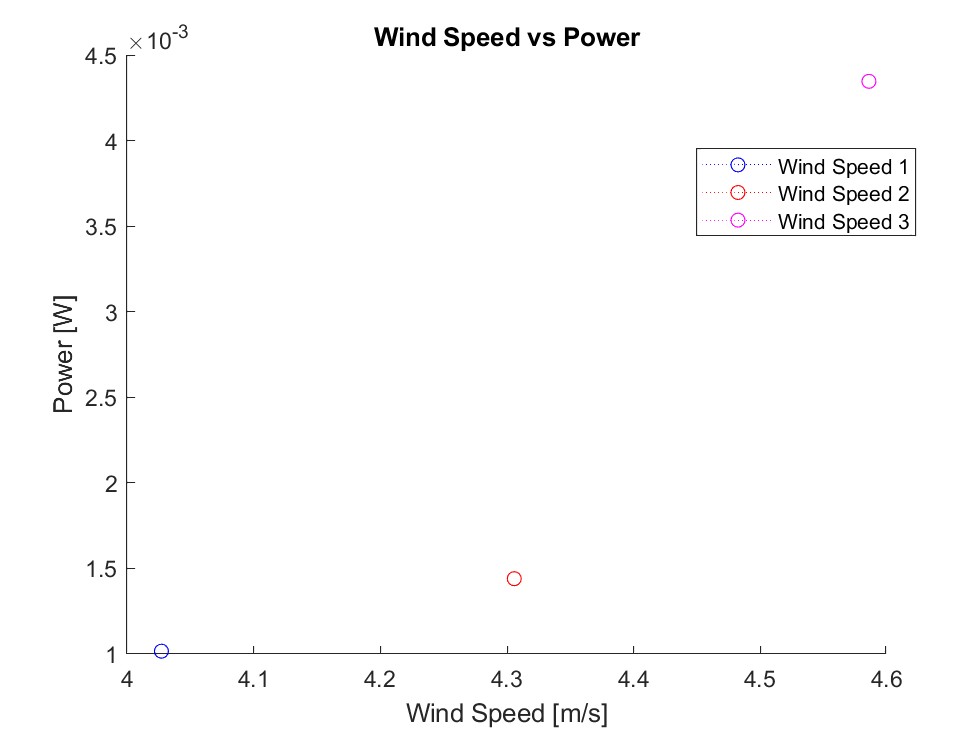 Wind Speed vs Power
×10⁻³
4.5
4
3.5
3
2.5
2
1.5
1
Power [W]
Wind Speed 1
Wind Speed 2
Wind Speed 3
4 4.1 4.2 4.3 4.4 4.5 4.6
Wind Speed [m/s]